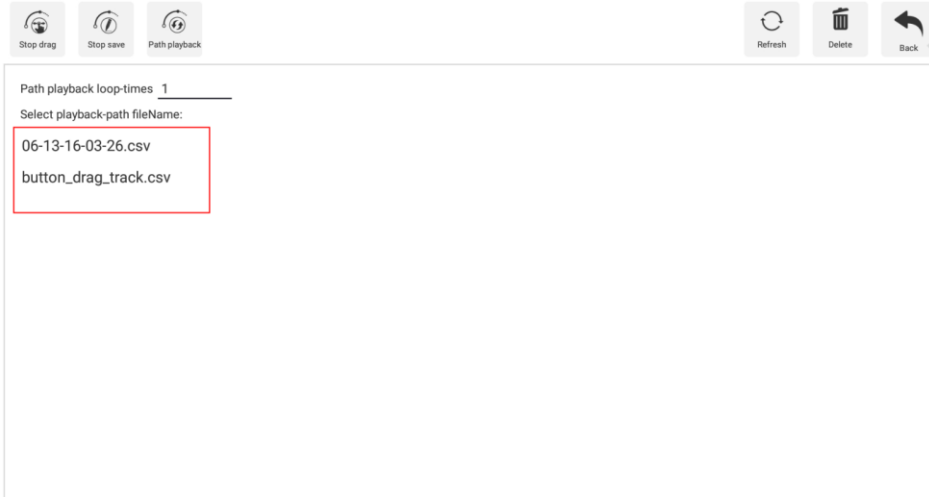 Stop drag
Stop save
Path playback
Refresh
Delete
Back
Path playback loop-times 1
Select playback-path fileName:
06-13-16-03-26.csv
button_drag_track.csv